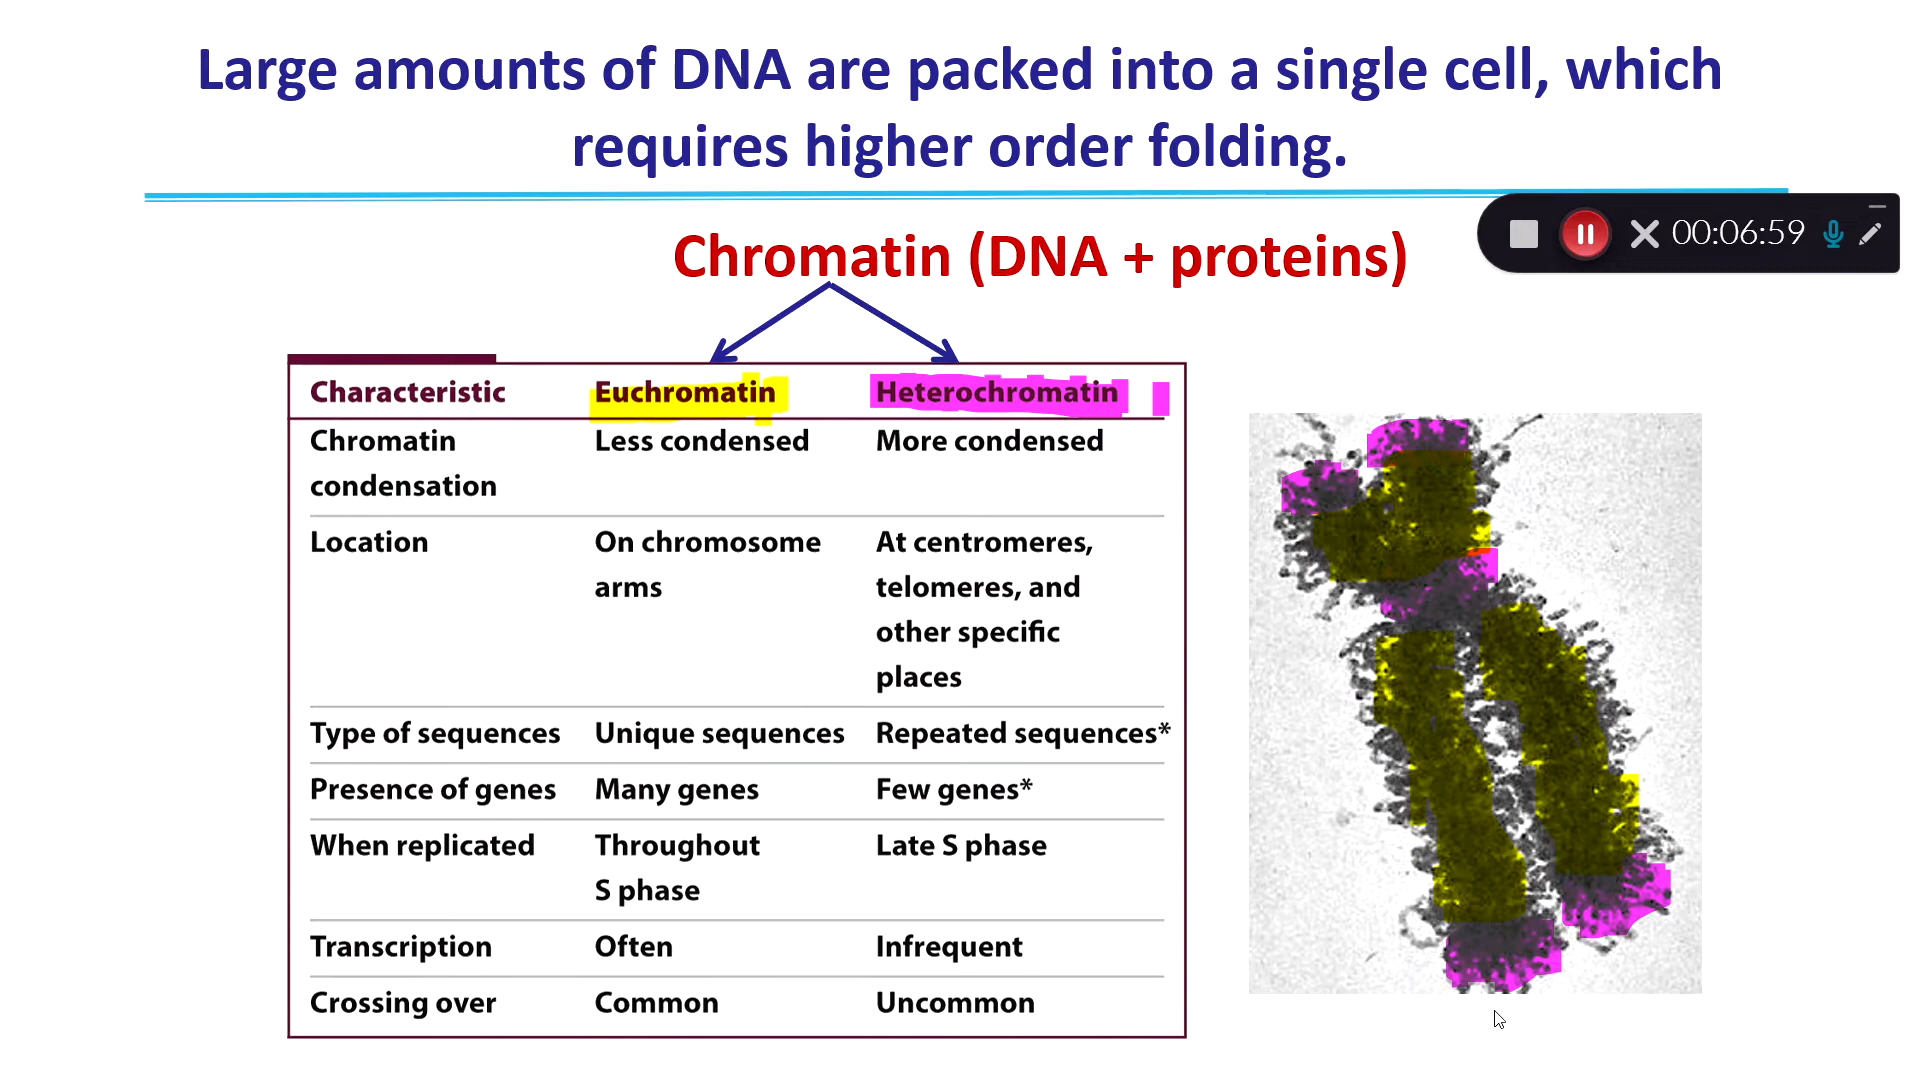 Large amounts of DNA are packed into a single cell, which
requires higher order folding.
00:06:59
Chromatin (DNA + proteins)
Characteristic Euchromatin Heterochromatin
Chromatin Less condensed More condensed
condensation
Location On chromosome At centromeres,
arms telomeres, and
other specific
places
Type of sequences Unique sequences Repeated sequences*
Presence of genes Many genes Few genes*
When replicated Throughout Late S phase
S phase
Transcription Often Infrequent
Crossing over Common Uncommon